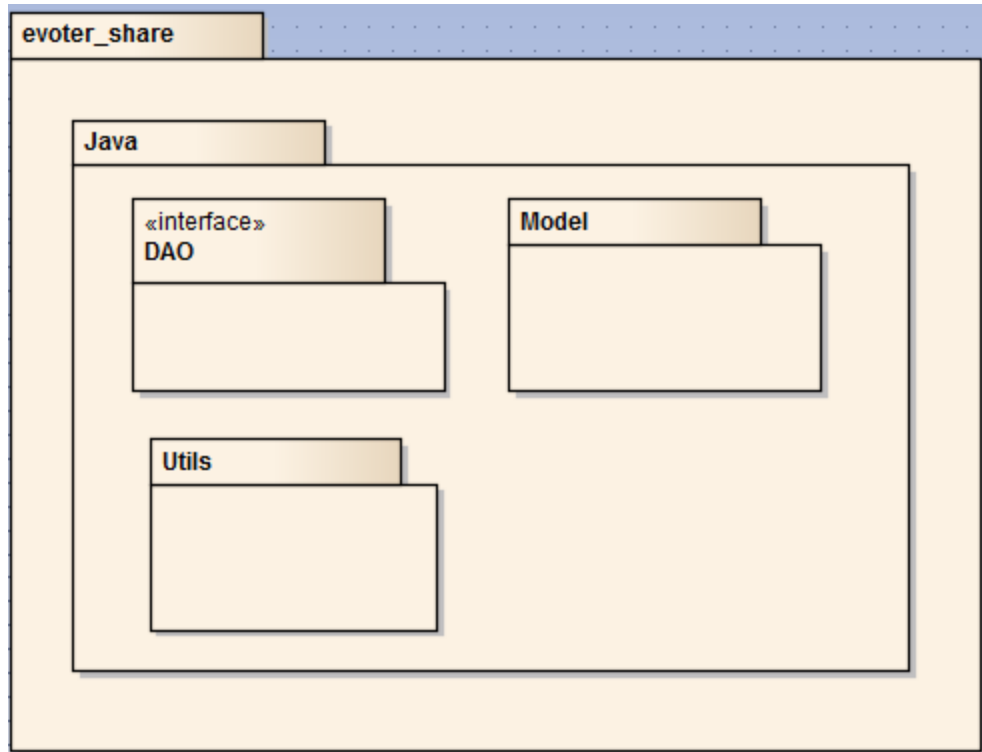 evoter_share
Java
«interface»
DAO
Model
Utils